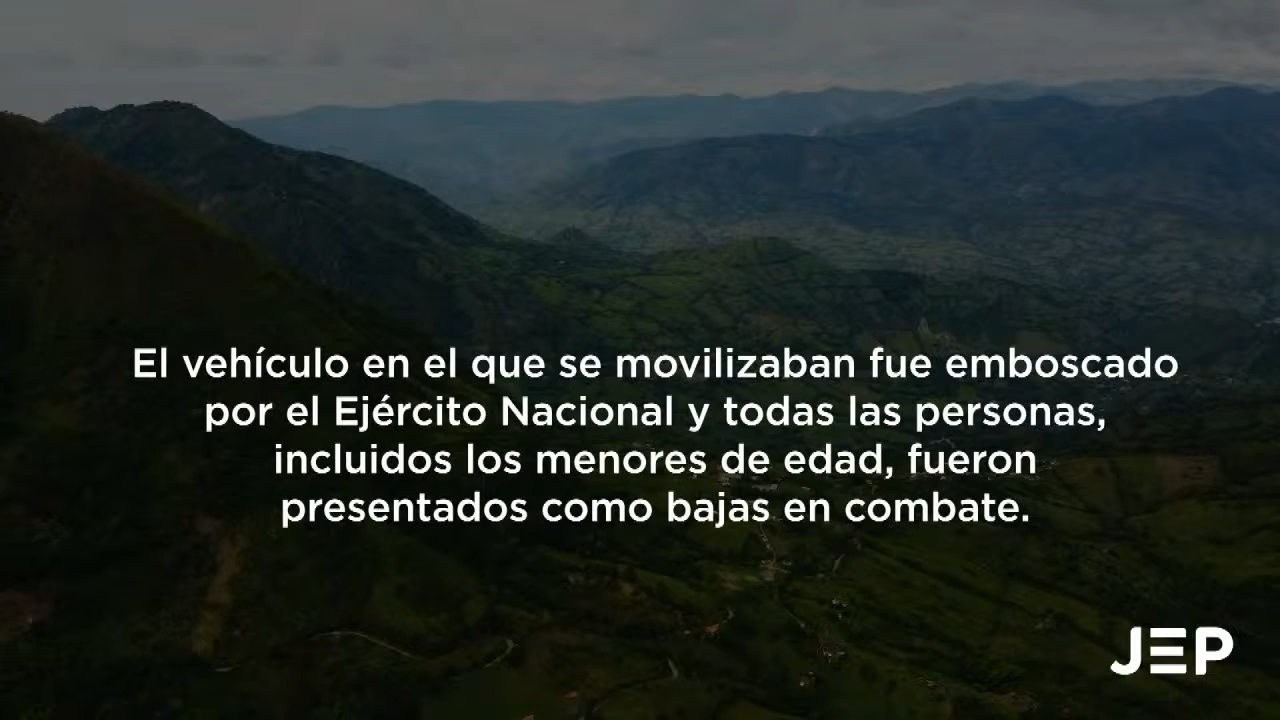 El vehículo en el que se movilizaban fue emboscado
por el Ejército Nacional y todas las personas,
incluidos los menores de edad, fueron
presentados como bajas en combate.
JEP